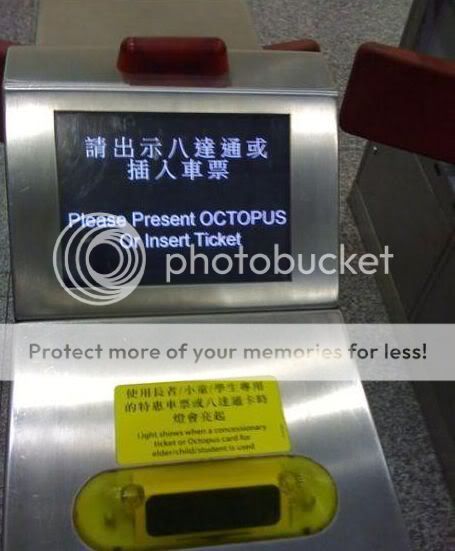 請出示八達通或
插入車票
Please Present OCTOPUS
Or Insert Ticket
photobucket
Protect more of your memories for less!
使用長者/小童/學生專用
的特惠車票或八達通卡時
燈會亮起
Light shows when a concessionary
ticket or Octopus card for
elder/child/student is used